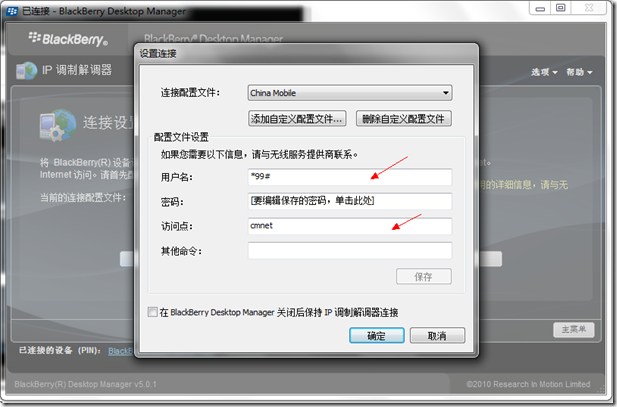 已连接 - BlackBerry Desktop Manager
BlackBerry
BlackBerry® Desktop Manager
IP 调制解调器
选项
帮助
设置连接
连接设
将 BlackBerry(R) 设备
Internet 访问。请首先配
当前的连接配置文件：
net。
用的详细信息，请与无
连接配置文件：
China Mobile
添加自定义配置文件...
删除自定义配置文件
配置文件设置
如果您需要以下信息，请与无线服务提供商联系。
用户名：
*99#
密码：
[要编辑保存的密码，单击此处]
访问点：
cmnet
其他命令：
保存
在 BlackBerry Desktop Manager 关闭后保持 IP 调制解调器连接
确定
取消
主菜单
已连接的设备 (PIN)：
BlackB
BlackBerry(R) Desktop Manager v5.0.1
©2010 Research In Motion Limited